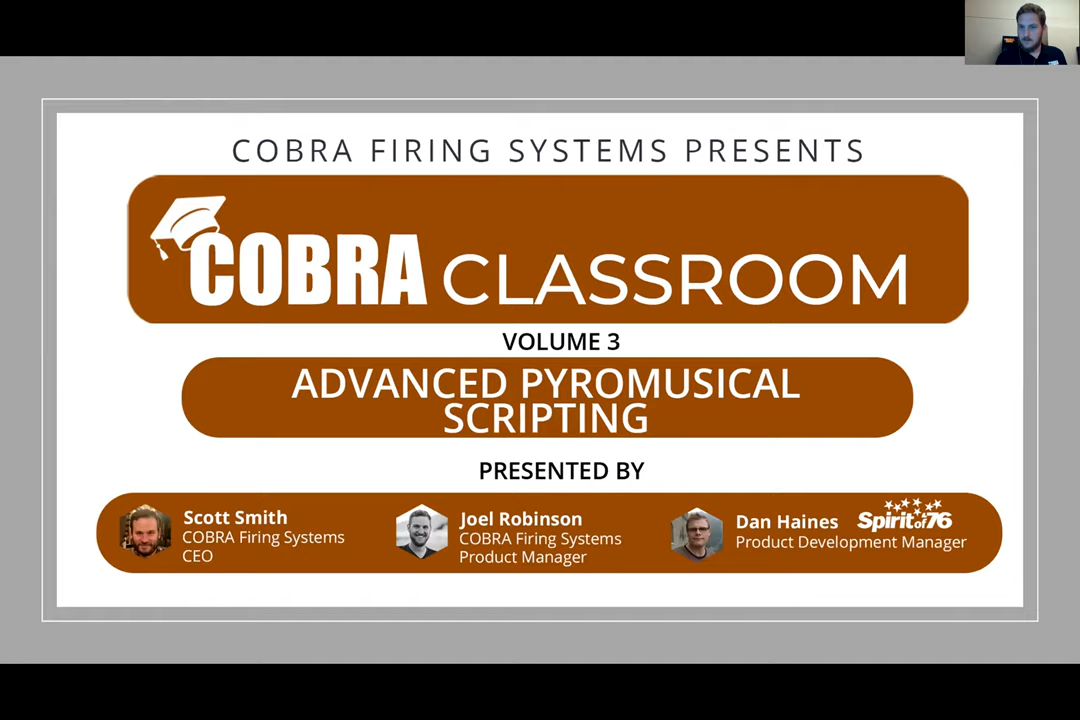 COBRA FIRING SYSTEMS PRESENTS
COBRA CLASSROOM
VOLUME 3
ADVANCED PYROMUSICAL
SCRIPTING
PRESENTED BY
Scott Smith
COBRA Firing Systems
CEO
Joel Robinson
COBRA Firing Systems
Product Manager
Dan Haines
Spirit of '76
Product Development Manager